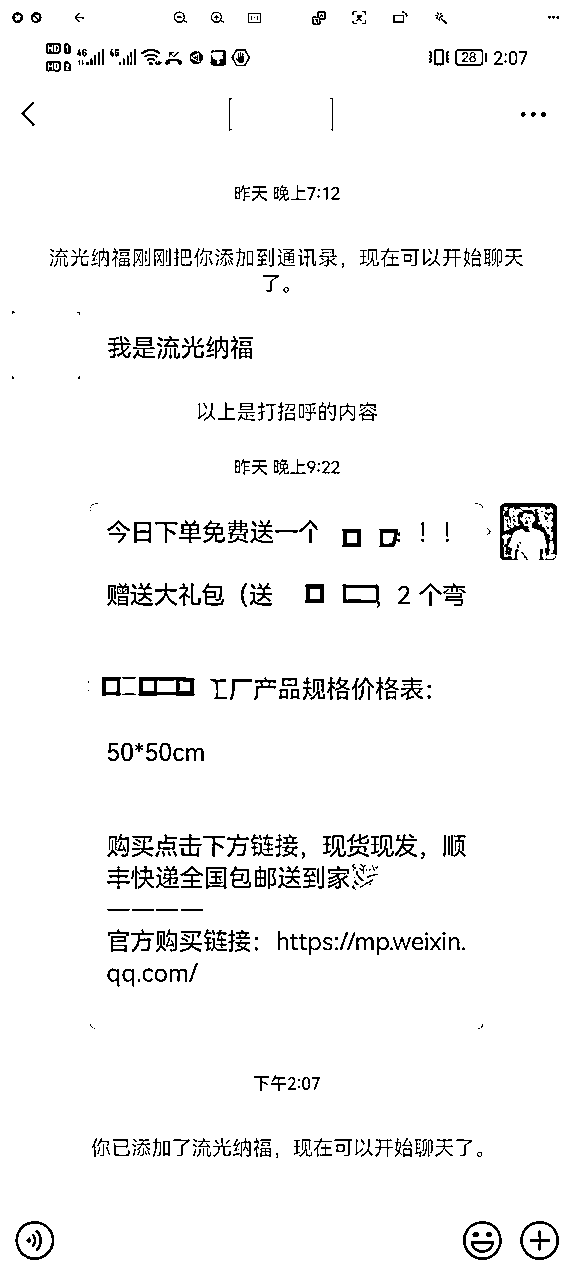 HD 1 4G 4G 28 2:07
HD 2
昨天 晚上7:12
流光纳福刚刚把你添加到通讯录，现在可以开始聊天
了。
我是流光纳福
以上是打招呼的内容
昨天 晚上9:22
今日下单免费送一个 ！！
赠送大礼包（送 ，2 个弯
工厂产品规格价格表：
50*50cm
购买点击下方链接，现货现发，顺
丰快递全国包邮送到家
————
官方购买链接：https://mp.weixin.
qq.com/
下午2:07
你已添加了流光纳福，现在可以开始聊天了。